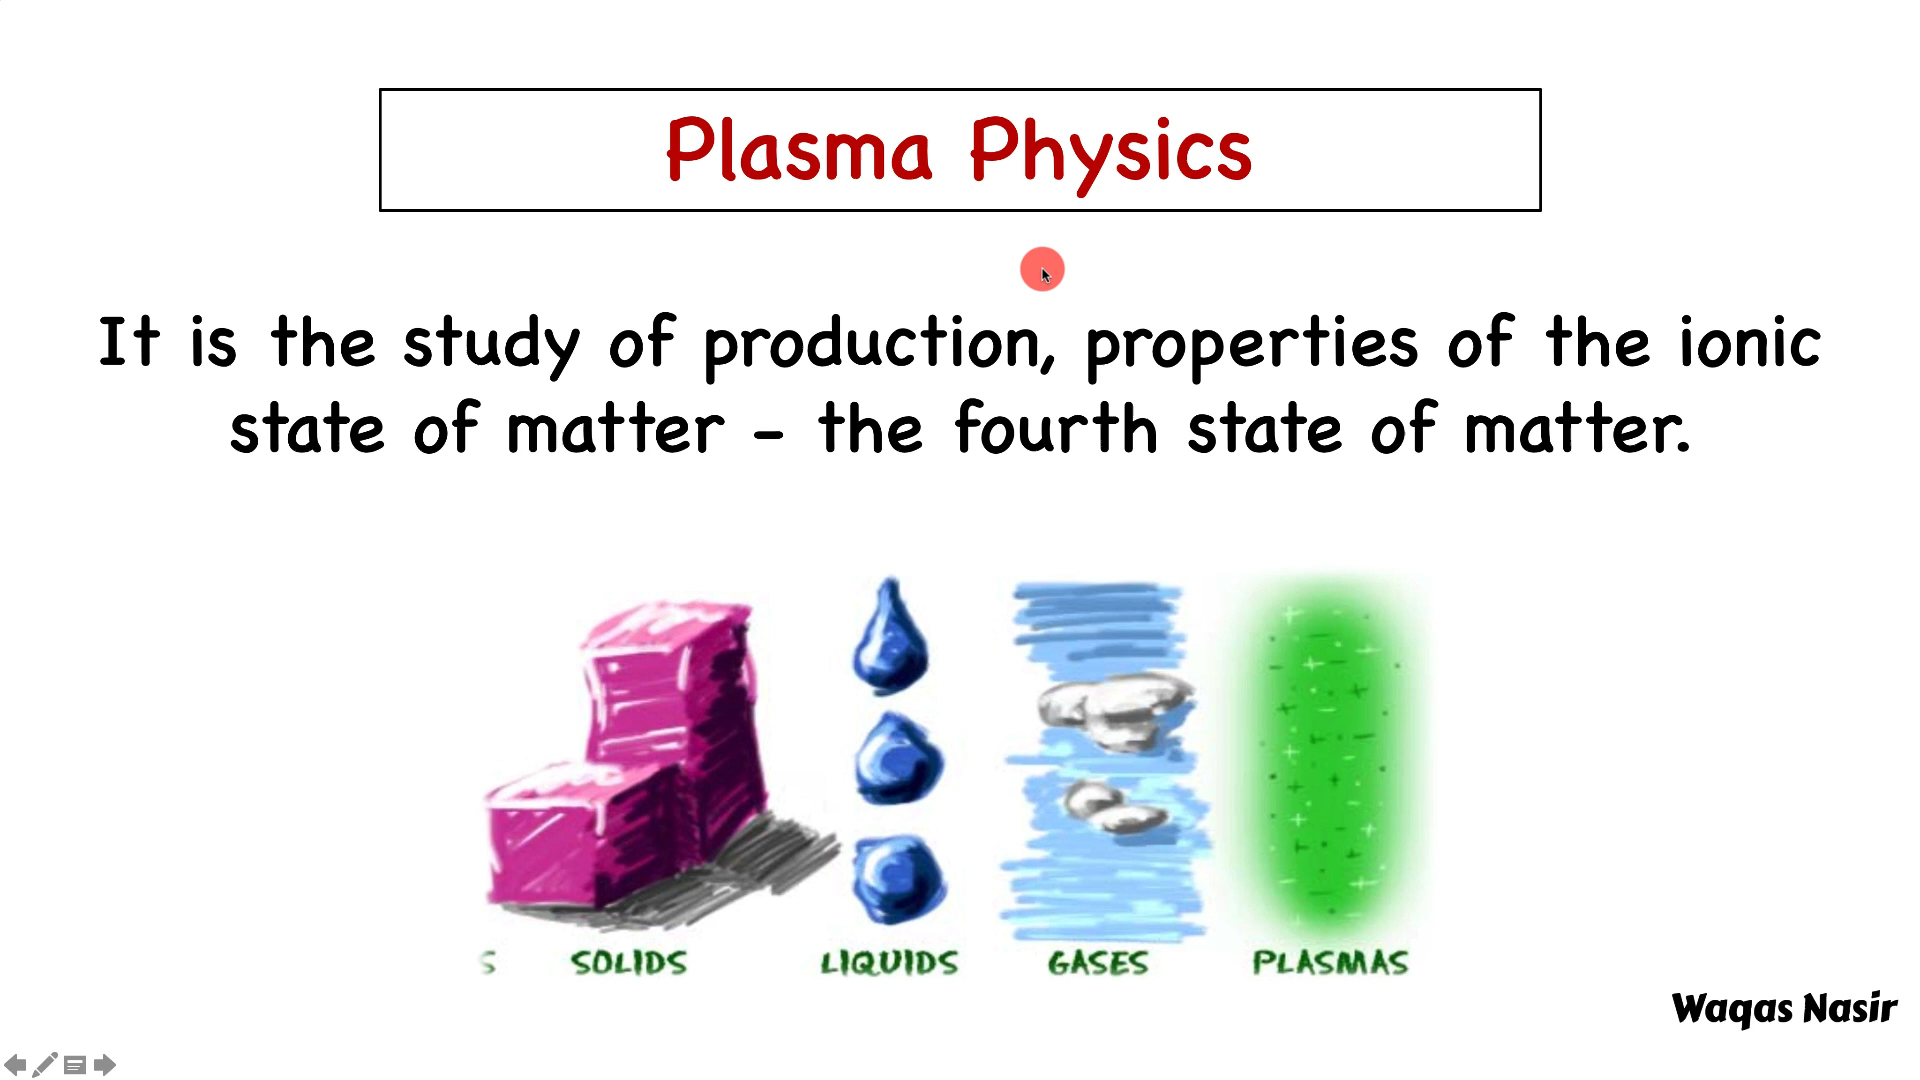 Plasma Physics
It is the study of production, properties of the ionic
state of matter - the fourth state of matter.
S SOLIDS LIQUIDS GASES PLASMAS
Waqas Nasir